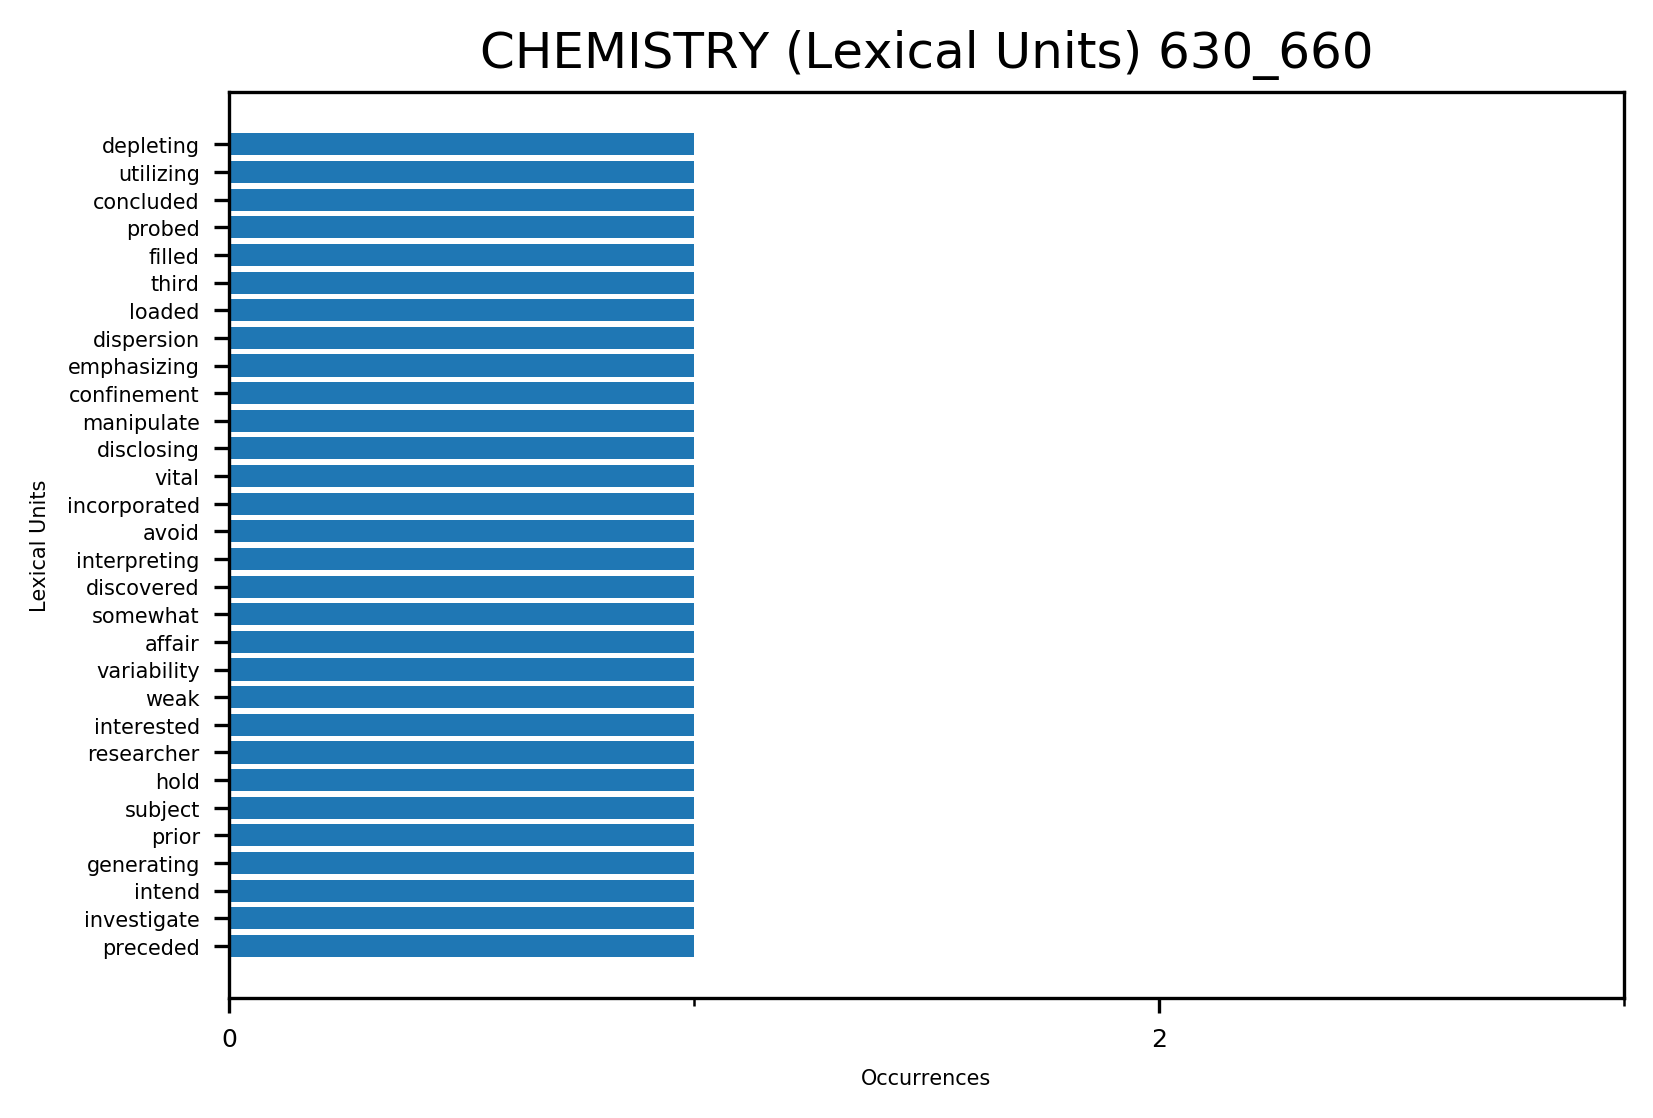 CHEMISTRY (Lexical Units) 630_660
depleting
utilizing
concluded
probed
filled
third
loaded
dispersion
emphasizing
confinement
manipulate
disclosing
vital
incorporated
avoid
interpreting
discovered
somewhat
affair
variability
weak
interested
researcher
hold
subject
prior
generating
intend
investigate
preceded
Lexical Units
0
2
Occurrences